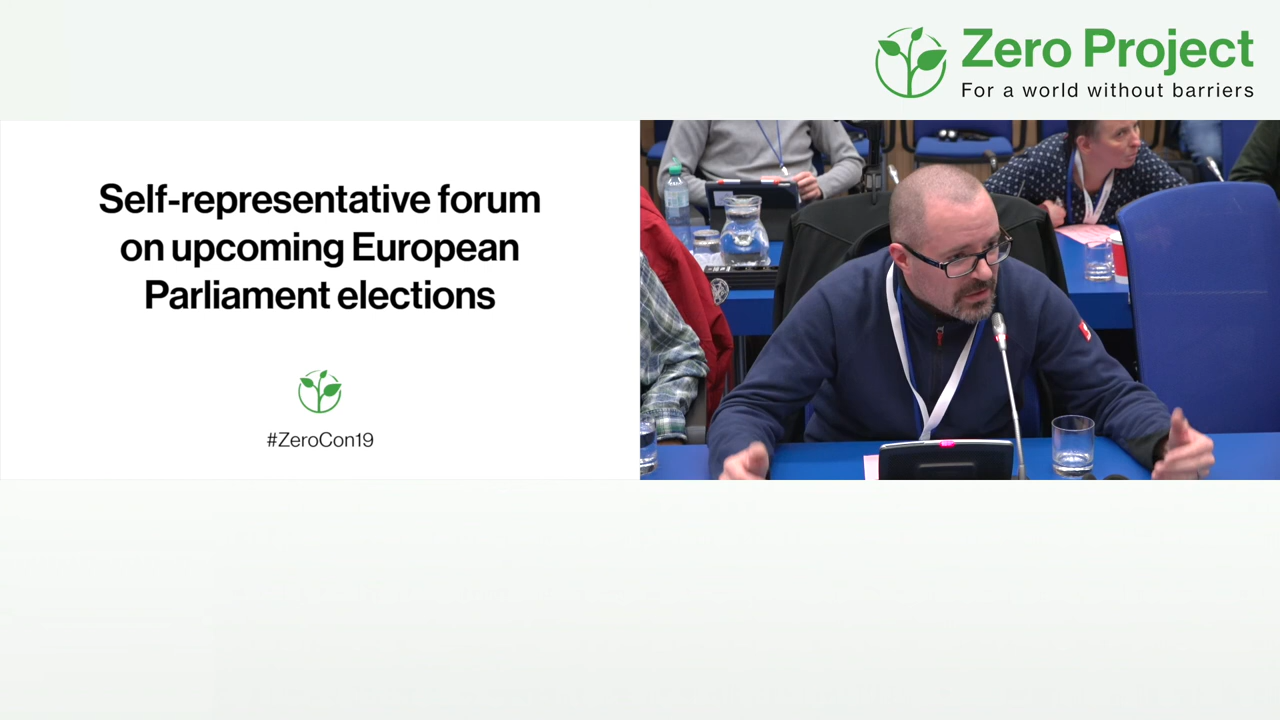 Zero Project
For a world without barriers
Self-representative forum
on upcoming European
Parliament elections
#ZeroCon19